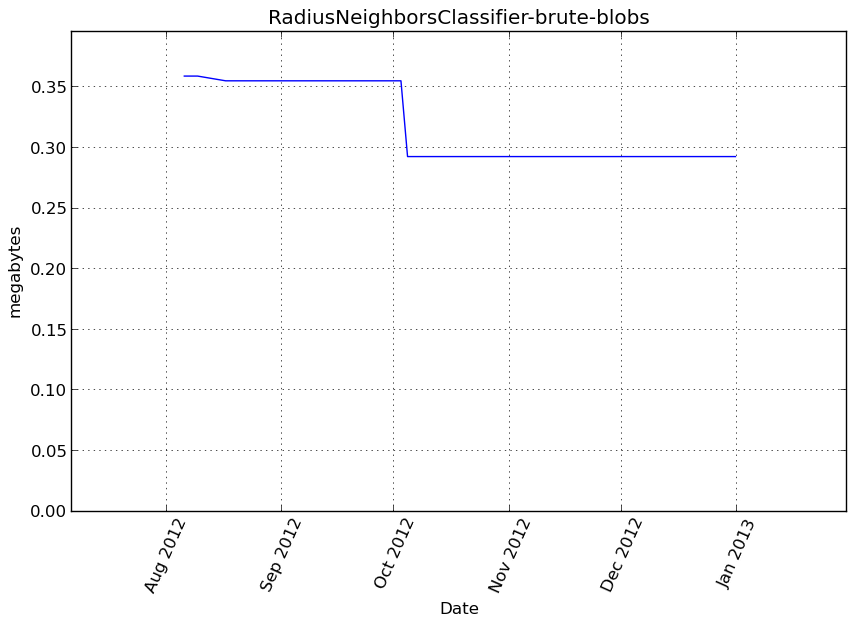 RadiusNeighborsClassifier-brute-blobs
0.35
0.30
0.25
0.20
0.15
0.10
0.05
0.00
megabytes
Aug 2012
Sep 2012
Oct 2012
Nov 2012
Dec 2012
Jan 2013
Date